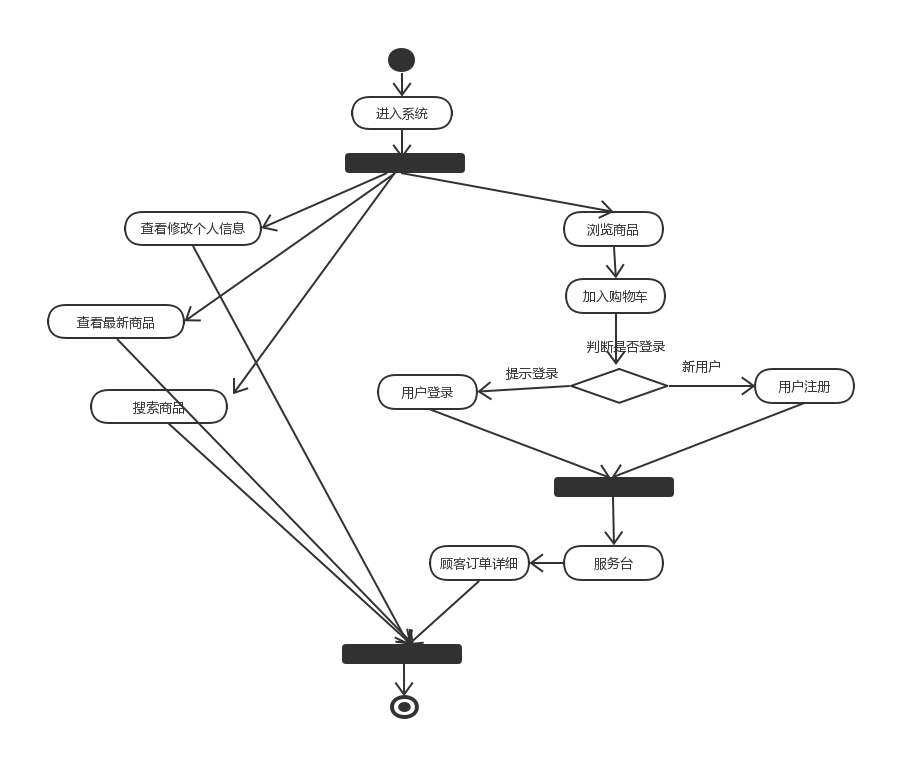 进入系统
查看修改个人信息
浏览商品
加入购物车
查看最新商品
判断是否登录
提示登录
新用户
用户登录
用户注册
搜索商品
顾客订单详细
服务台